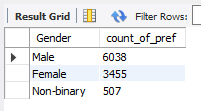 Result Grid Filter Rows:
Gender count_of_pref
Male 6038
Female 3455
Non-binary 507